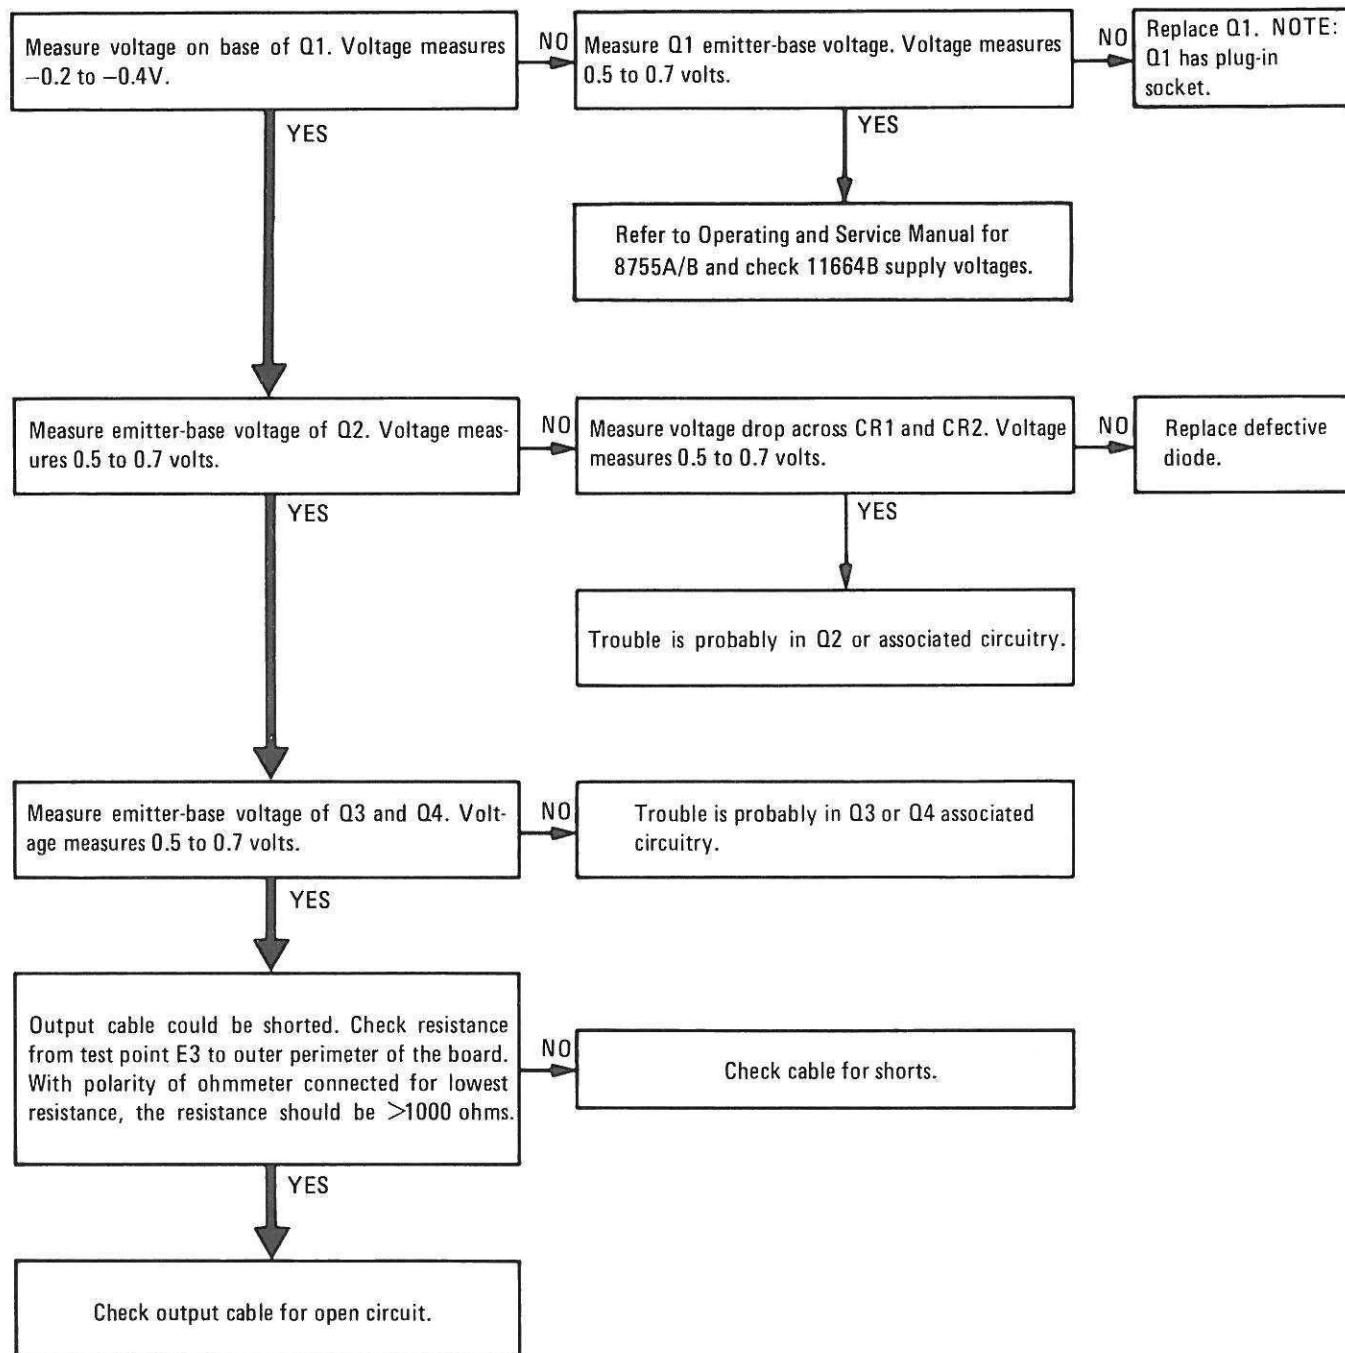 Measure voltage on base of Q1. Voltage measures
−0.2 to −0.4V.
NO
Measure Q1 emitter-base voltage. Voltage measures
0.5 to 0.7 volts.
NO
Replace Q1. NOTE:
Q1 has plug-in
socket.
YES
YES
Refer to Operating and Service Manual for
8755A/B and check 11664B supply voltages.
Measure emitter-base voltage of Q2. Voltage meas-
ures 0.5 to 0.7 volts.
NO
Measure voltage drop across CR1 and CR2. Voltage
measures 0.5 to 0.7 volts.
NO
Replace defective
diode.
YES
YES
Trouble is probably in Q2 or associated circuitry.
Measure emitter-base voltage of Q3 and Q4. Volt-
age measures 0.5 to 0.7 volts.
NO
Trouble is probably in Q3 or Q4 associated
circuitry.
YES
Output cable could be shorted. Check resistance
from test point E3 to outer perimeter of the board.
With polarity of ohmmeter connected for lowest
resistance, the resistance should be >1000 ohms.
NO
Check cable for shorts.
YES
Check output cable for open circuit.